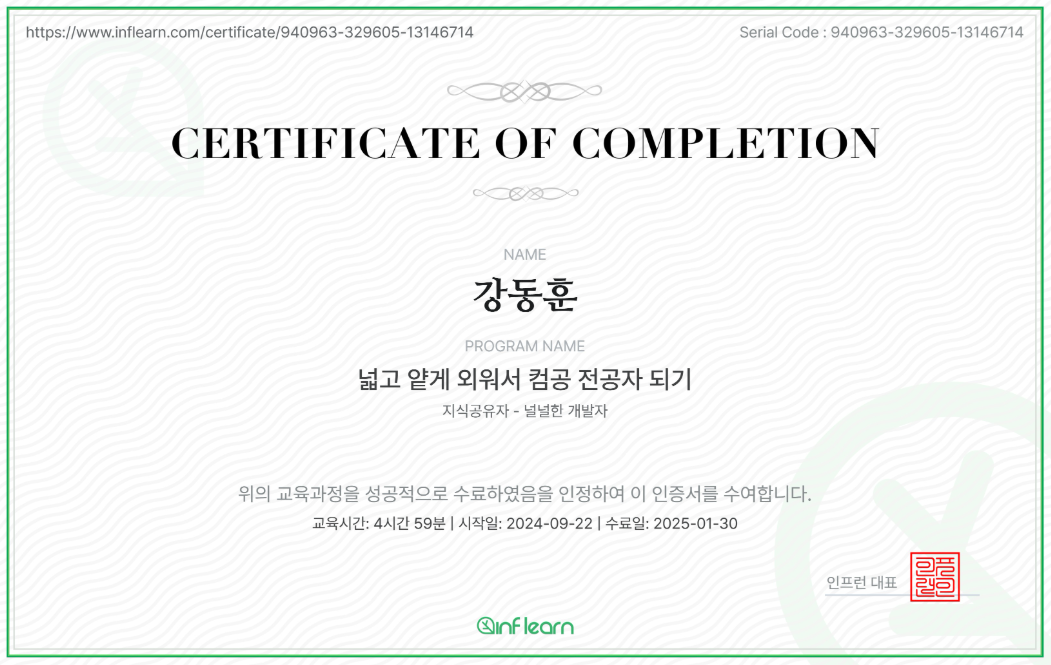 https://www.inflearn.com/certificate/940963-329605-13146714
Serial Code : 940963-329605-13146714
CERTIFICATE OF COMPLETION
NAME
강동훈
PROGRAM NAME
넓고 얕게 외워서 컴공 전공자 되기
지식공유자 - 널널한 개발자
위의 교육과정을 성공적으로 수료하였음을 인정하여 이 인증서를 수여합니다.
교육시간: 4시간 59분 | 시작일: 2024-09-22 | 수료일: 2025-01-30
인프런 대표
inflearn